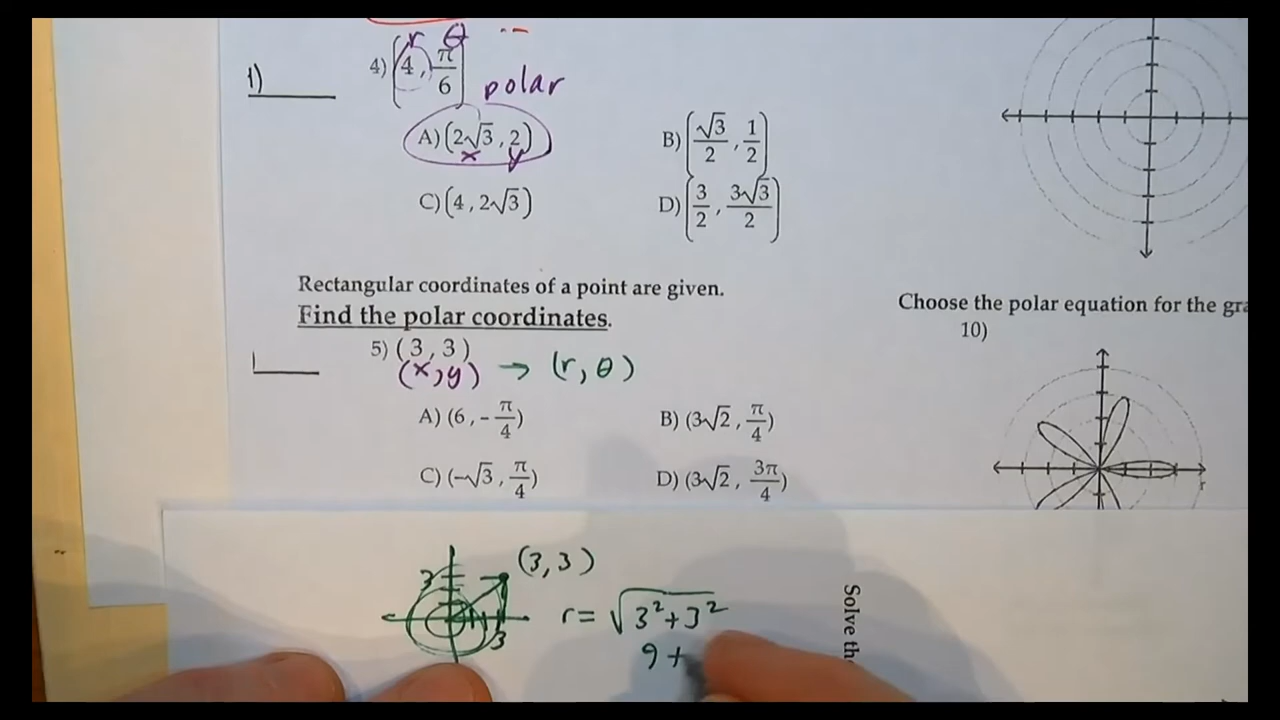 r θ
1) 4) (4, π/6) polar
A) (2√3, 2) B) (√3/2, 1/2)
x y
C) (4, 2√3) D) (3/2, 3√3/2)
Rectangular coordinates of a point are given.
Find the polar coordinates.
5) (3, 3)
(x,y) → (r, θ)
A) (6, -π/4) B) (3√2, π/4)
C) (-√3, π/4) D) (3√2, 3π/4)
Choose the polar equation for the gra
10)
r
3 (3, 3)
3
r = √3²+3²
9 +
Solve the